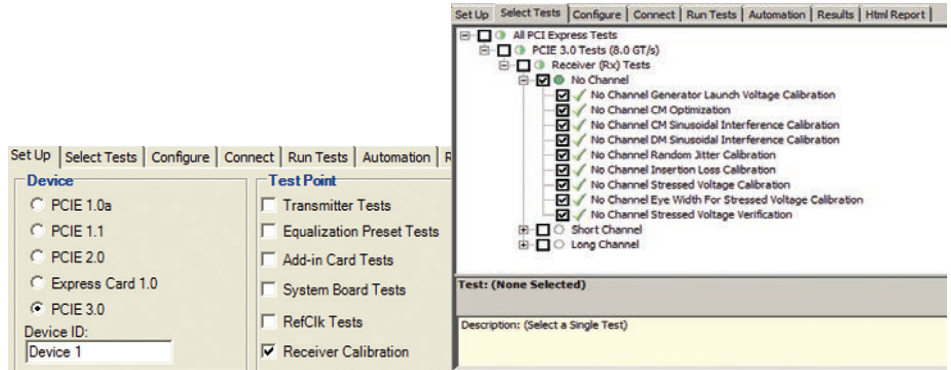 Set Up Select Tests Configure Connect Run Tests Automation Results Html Report
All PCI Express Tests
PCIE 3.0 Tests (8.0 GT/s)
Receiver (Rx) Tests
No Channel
No Channel Generator Launch Voltage Calibration
No Channel CM Optimization
No Channel CM Sinusoidal Interference Calibration
No Channel DM Sinusoidal Interference Calibration
No Channel Random Jitter Calibration
No Channel Insertion Loss Calibration
No Channel Stressed Voltage Calibration
No Channel Eye Width For Stressed Voltage Calibration
No Channel Stressed Voltage Verification
Short Channel
Long Channel
Test: (None Selected)
Description: (Select a Single Test)
Set Up Select Tests Configure Connect Run Tests Automation R
Device
PCIE 1.0a
PCIE 1.1
PCIE 2.0
Express Card 1.0
PCIE 3.0
Device ID:
Device 1
Test Point
Transmitter Tests
Equalization Preset Tests
Add-in Card Tests
System Board Tests
RefClk Tests
Receiver Calibration